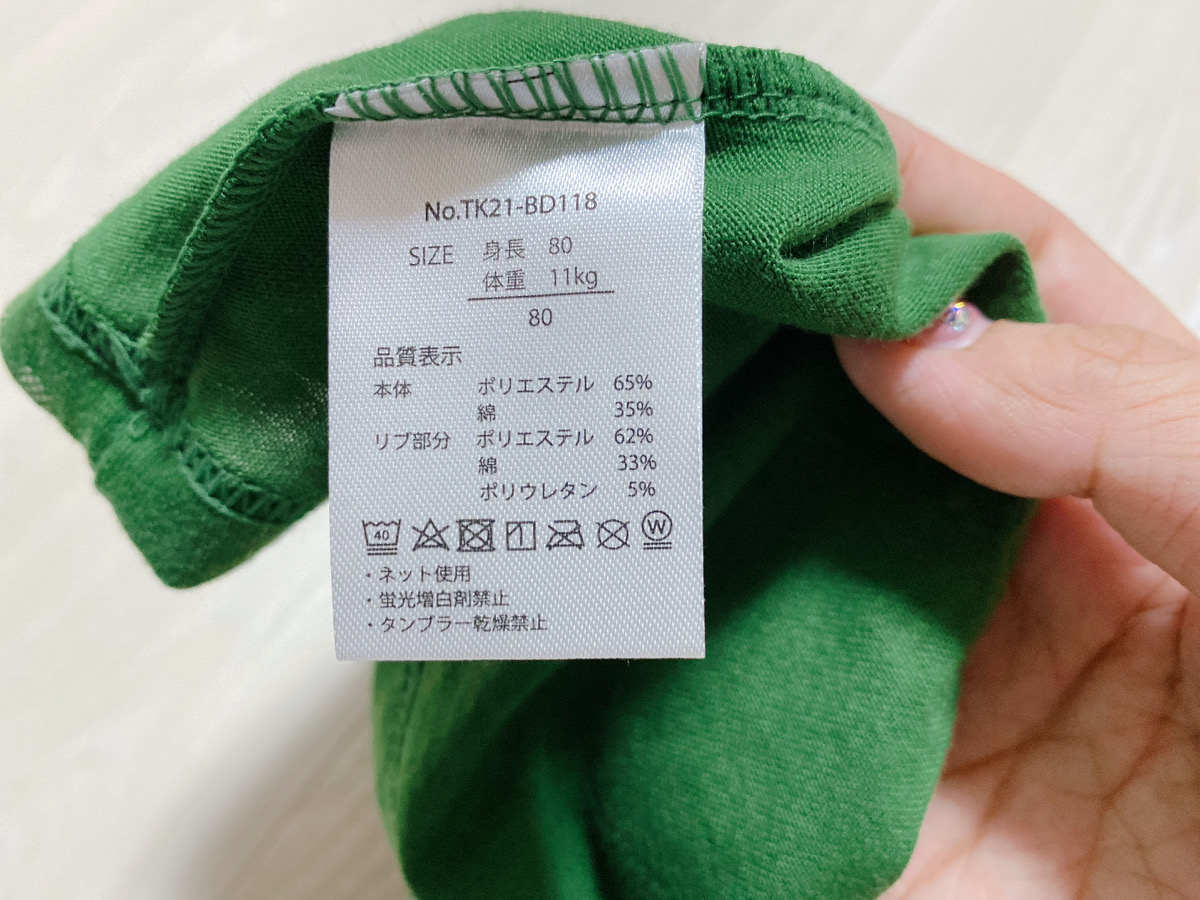 No.TK21-BD118
SIZE 身長 80
体重 11kg
80
品質表示
本体 ポリエステル 65%
綿 35%
リブ部分 ポリエステル 62%
綿 33%
ポリウレタン 5%
40 W
・ネット使用
・蛍光増白剤禁止
・タンブラー乾燥禁止